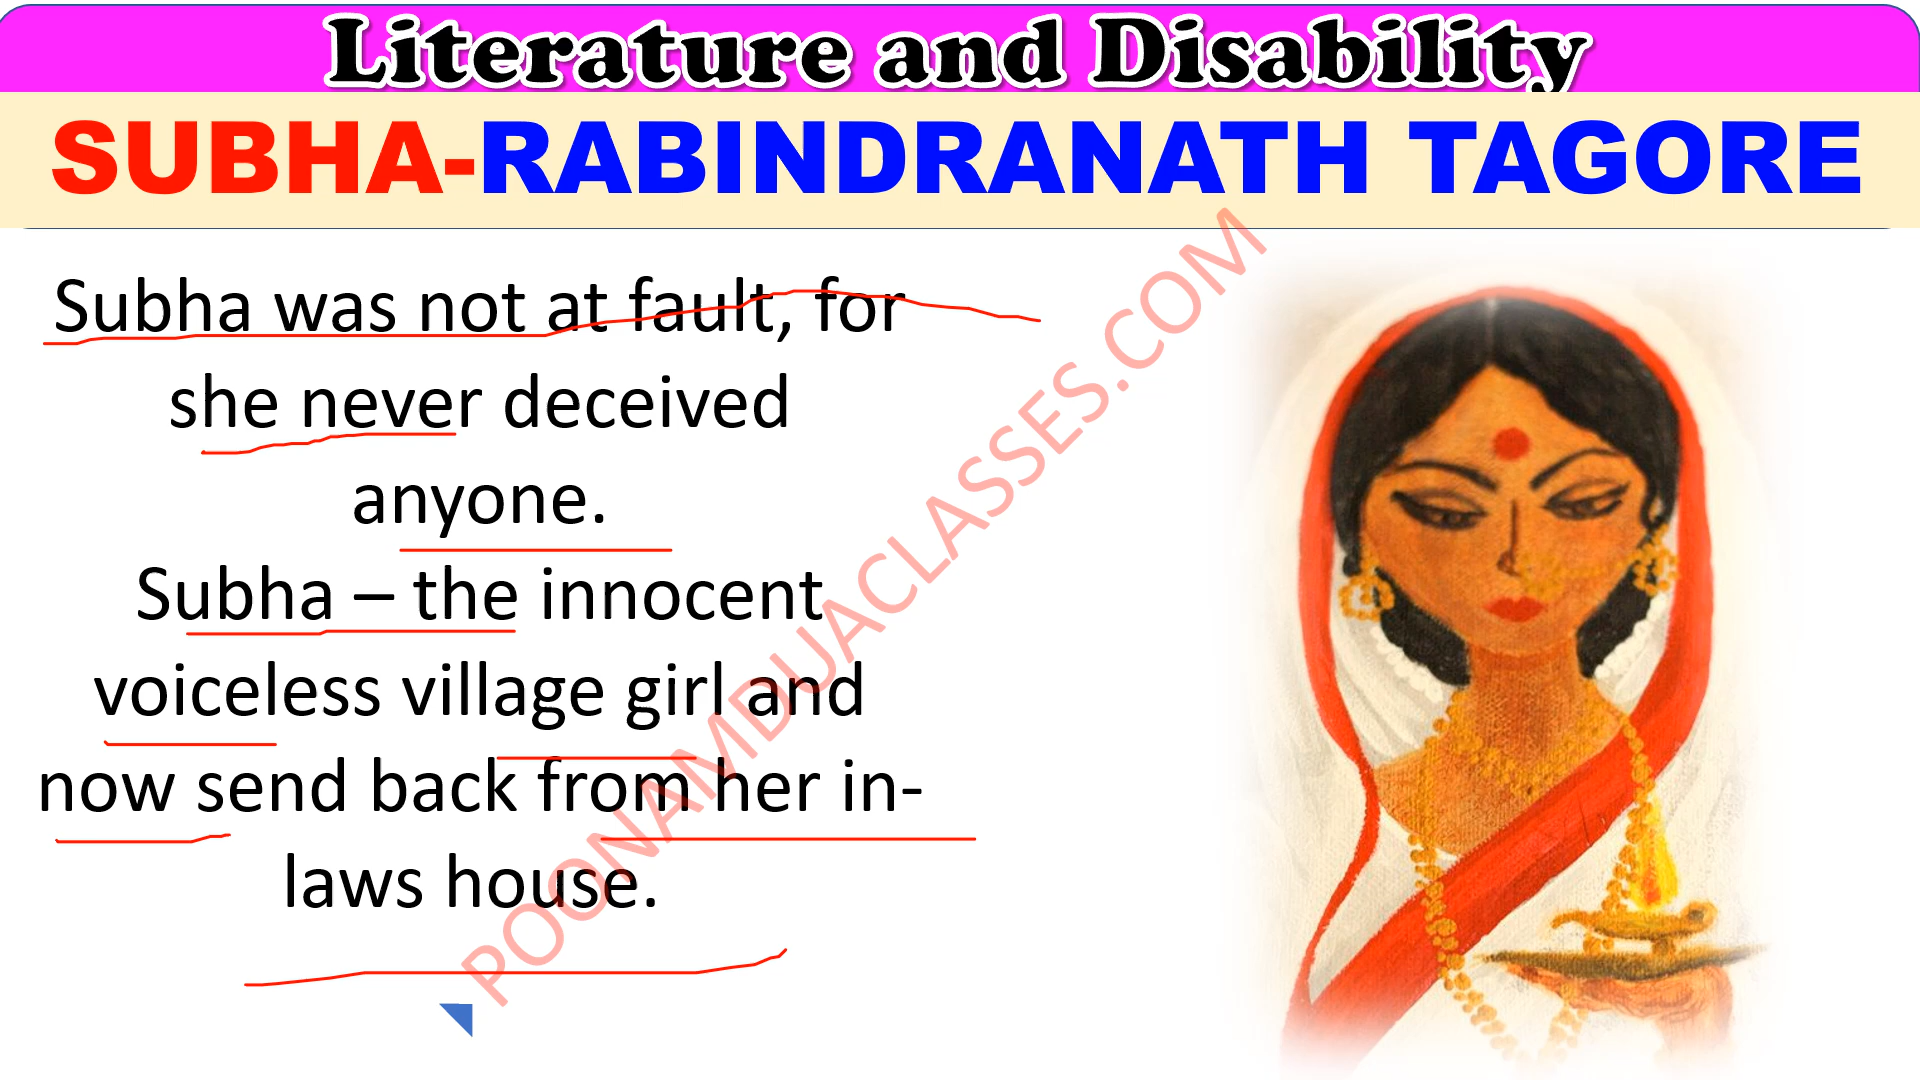 Literature and Disability
SUBHA-RABINDRANATH TAGORE
Subha was not at fault, for
she never deceived
anyone.
Subha – the innocent
voiceless village girl and
now send back from her in-
laws house.
POONAMDUACLASSES.COM